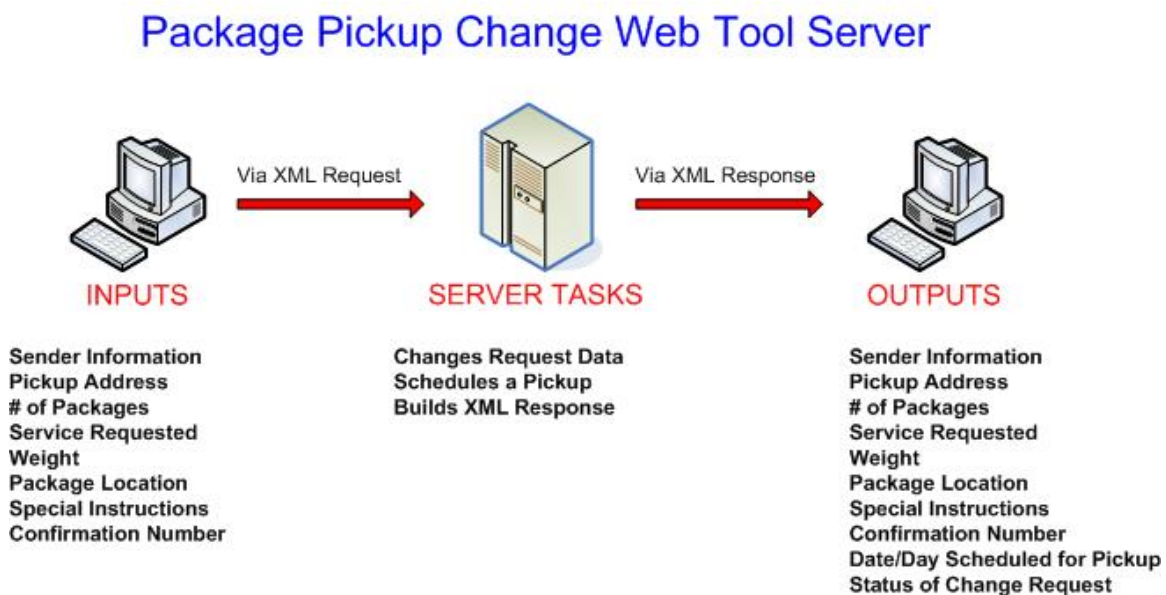 Package Pickup Change Web Tool Server
Via XML Request
Via XML Response
INPUTS
SERVER TASKS
OUTPUTS
Sender Information
Pickup Address
# of Packages
Service Requested
Weight
Package Location
Special Instructions
Confirmation Number
Changes Request Data
Schedules a Pickup
Builds XML Response
Sender Information
Pickup Address
# of Packages
Service Requested
Weight
Package Location
Special Instructions
Confirmation Number
Date/Day Scheduled for Pickup
Status of Change Request